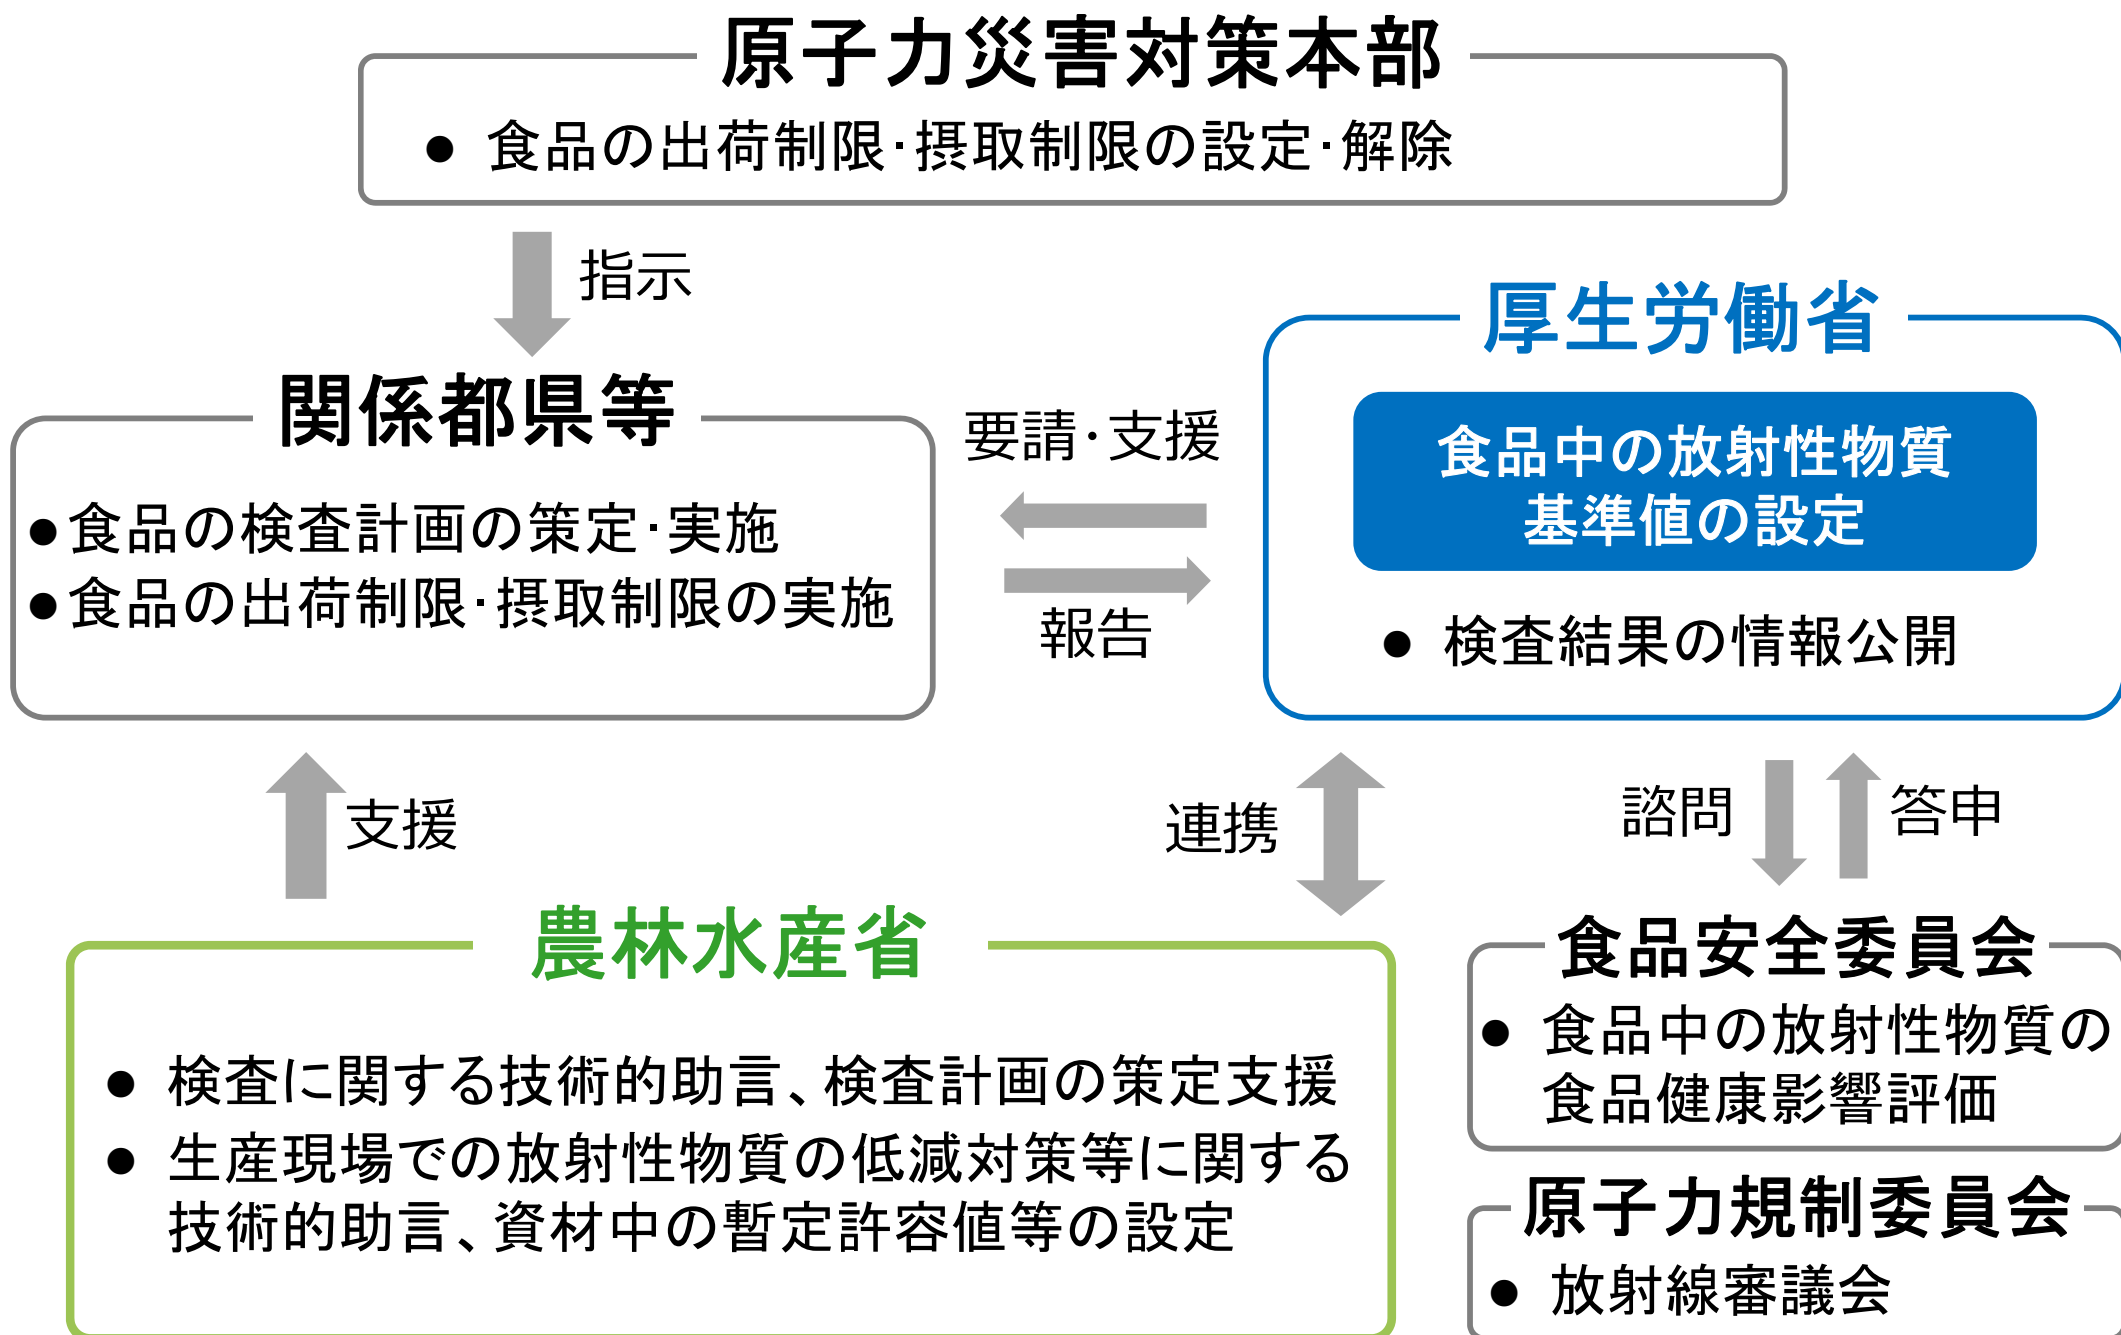 原子力災害対策本部
● 食品の出荷制限･摂取制限の設定･解除
指示
関係都県等
●食品の検査計画の策定･実施
●食品の出荷制限･摂取制限の実施
要請･支援
報告
厚生労働省
食品中の放射性物質
基準値の設定
● 検査結果の情報公開
支援
連携
諮問
答申
農林水産省
● 検査に関する技術的助言、検査計画の策定支援
● 生産現場での放射性物質の低減対策等に関する
技術的助言、資材中の暫定許容値等の設定
食品安全委員会
● 食品中の放射性物質の
食品健康影響評価
原子力規制委員会
● 放射線審議会